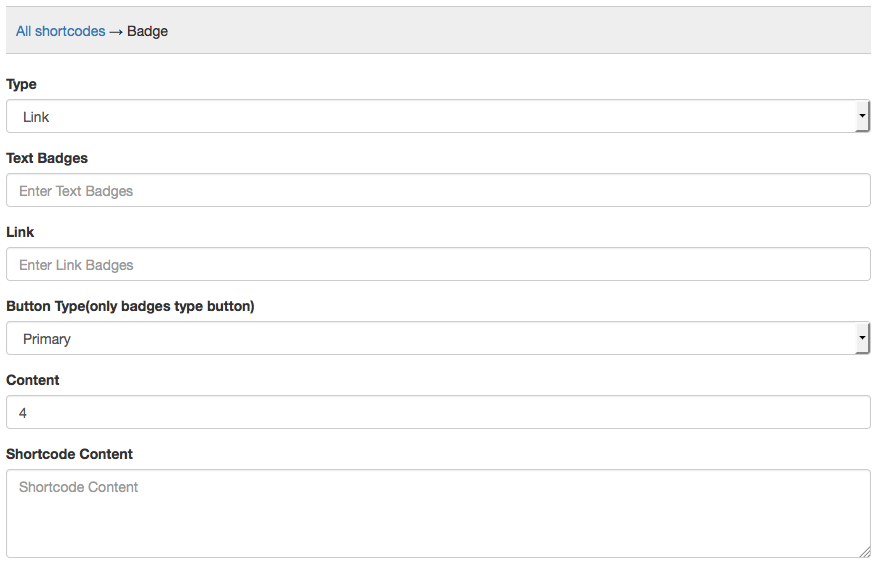 All shortcodes → Badge
Type
Link
Text Badges
Enter Text Badges
Link
Enter Link Badges
Button Type(only badges type button)
Primary
Content
4
Shortcode Content
Shortcode Content